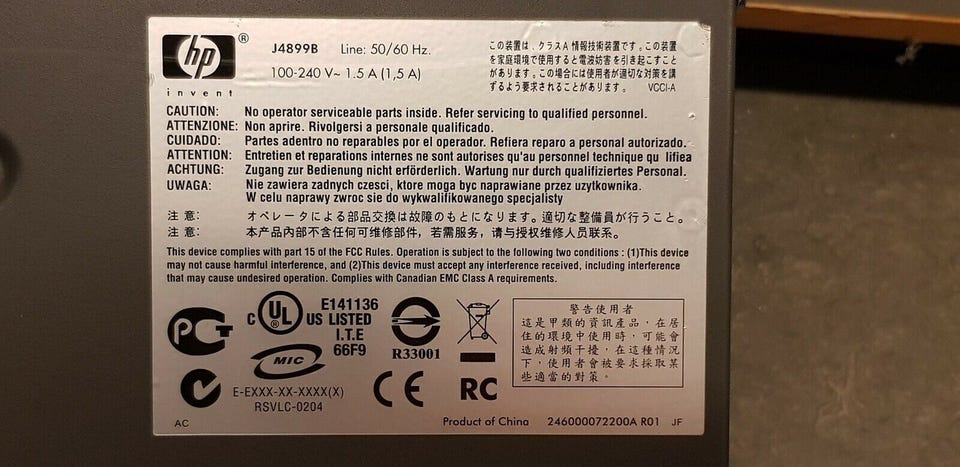 hp ®
invent
J4899B Line: 50/60 Hz.
100-240 V~ 1.5 A (1,5 A)
この装置は、クラスA 情報技術装置です。この装置
を家庭環境で使用すると電波妨害を引き起こすこと
があります。この場合には使用者が適切な対策を講
ずるよう要求されることがあります。 VCCI-A
CAUTION: No operator serviceable parts inside. Refer servicing to qualified personnel.
ATTENZIONE: Non aprire. Rivolgersi a personale qualificado.
CUIDADO: Partes adentro no reparables por el operador. Refiera reparo a personal autorizado.
ATTENTION: Entretien et reparations internes ne sont autorises qu'au personnel technique qu lifiea
ACHTUNG: Zugang zur Bedienung nicht erförderlich. Wartung nur durch qualifiziertes Personal.
UWAGA: Nie zawiera zadnych czesci, ktore moga byc naprawiane przez uzytkownika.
W celu naprawy zwroc sie do wykwalifikowanego specjalisty
注 意: オペレータによる部品交換は故障のもとになります。適切な整備員が行うこと。
注 意: 本产品内部不含任何可维修部件，若需服务，请与授权维修人员联系。
This device complies with part 15 of the FCC Rules. Operation is subject to the following two conditions : (1)This device
may not cause harmful interference, and (2)This device must accept any interference received, including interference
that may cause undesired operation. Complies with Canadian EMC Class A requirements.
PCT
C UL US LISTED
E141136
I.T.E
66F9
R33001
MIC
E-EXXX-XX-XXXX(X)
RSVLC-0204
CE
RC
警告使用者
這是甲類的資訊產品，在居
住的環境中使用時，可能會
造成射頻干擾，在這種情況
下，使用者會被要求採取某
些適當的對策。
AC
Product of China 246000072200A R01 JF